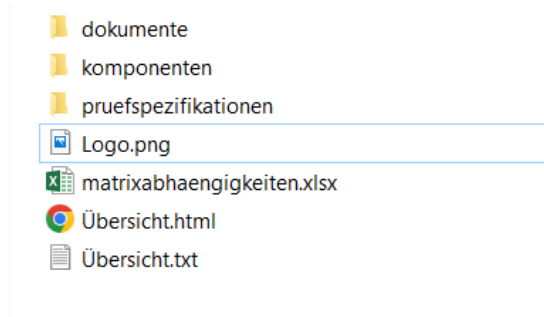 dokumente
komponenten
pruefspezifikationen
Logo.png
matrixabhaengigkeiten.xlsx
Übersicht.html
Übersicht.txt